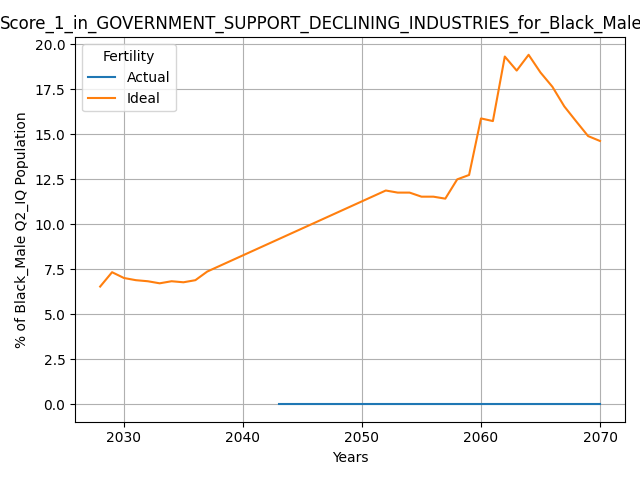 Score_1_in_GOVERNMENT_SUPPORT_DECLINING_INDUSTRIES_for_Black_Male
Fertility
Actual
Ideal
% of Black_Male Q2_IQ Population
20.0
17.5
15.0
12.5
10.0
7.5
5.0
2.5
0.0
2030 2040 2050 2060 2070
Years